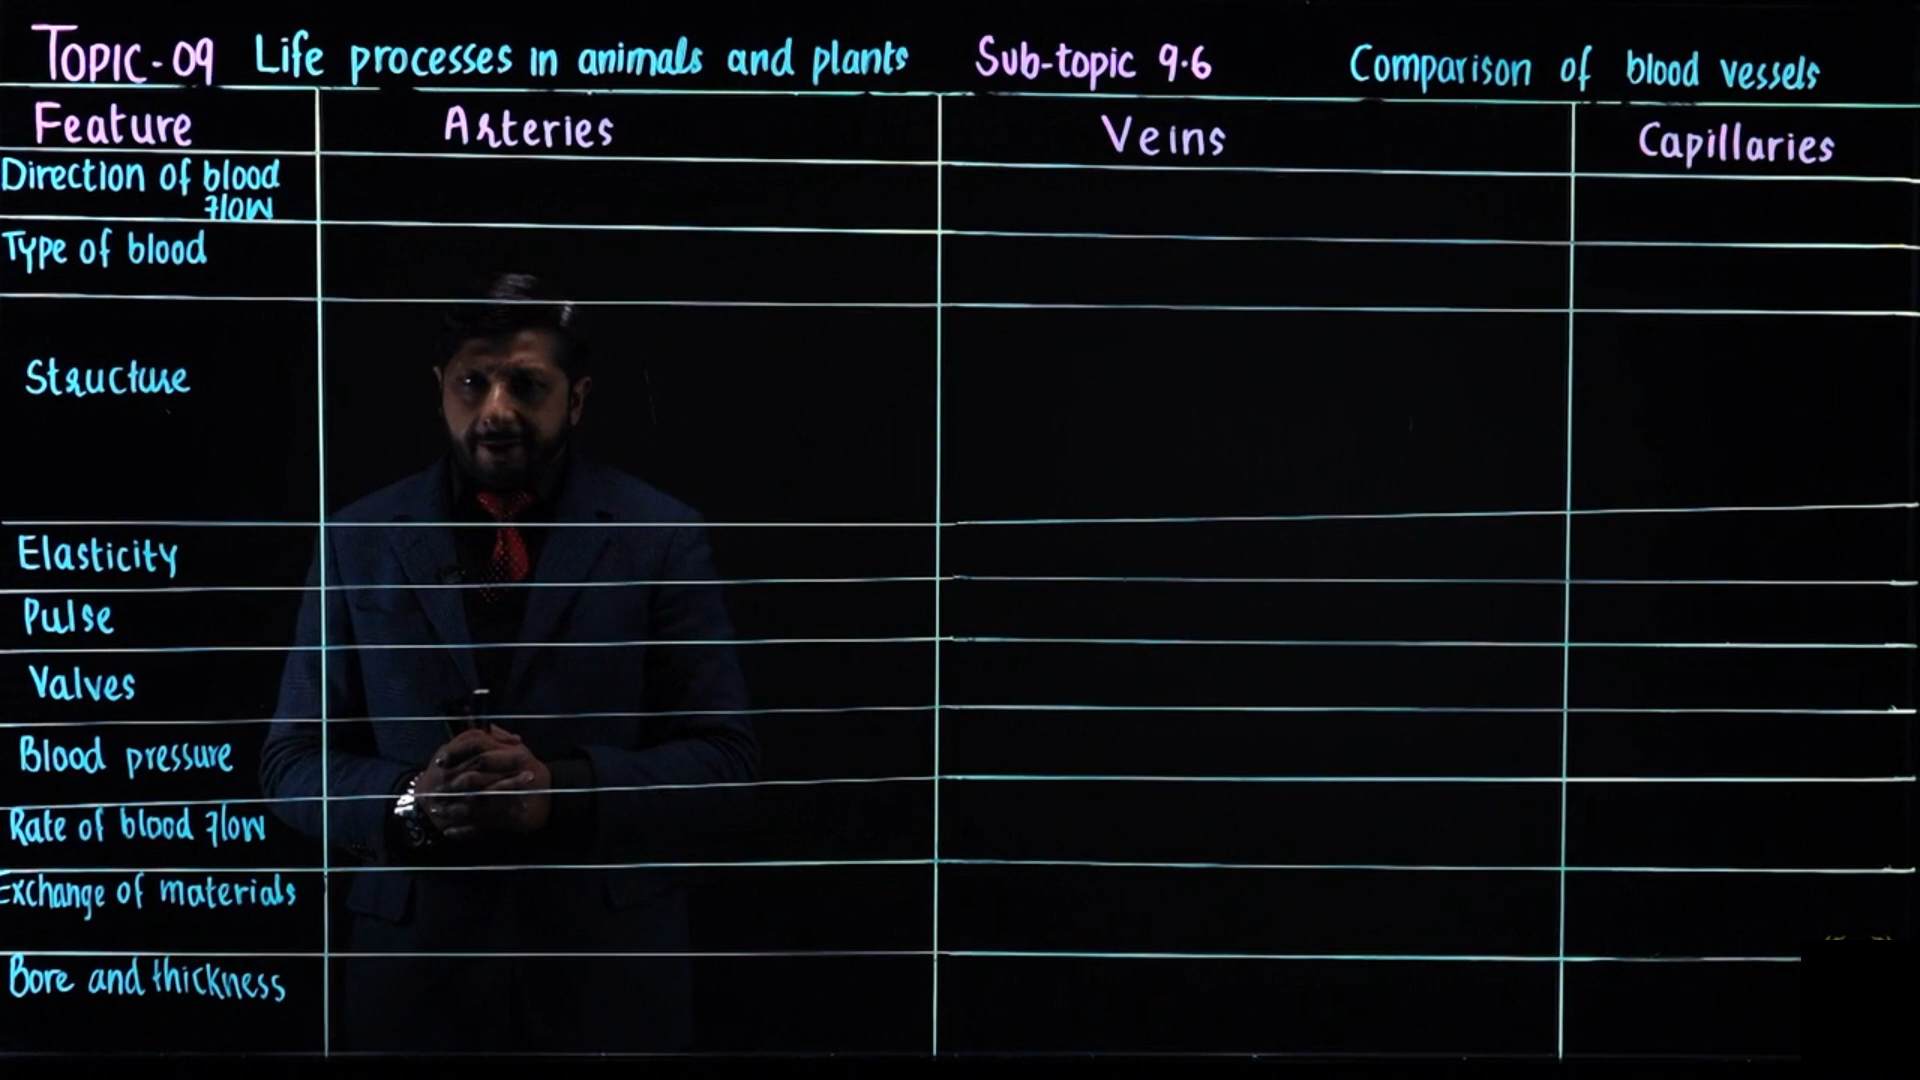 TOPIC-09 Life processes in animals and plants Sub-topic 9.6 Comparison of blood vessels
Feature Arteries Veins Capillaries
Direction of blood
flow
Type of blood
Structure
Elasticity
Pulse
Valves
Blood pressure
Rate of blood flow
Exchange of materials
Bore and thickness